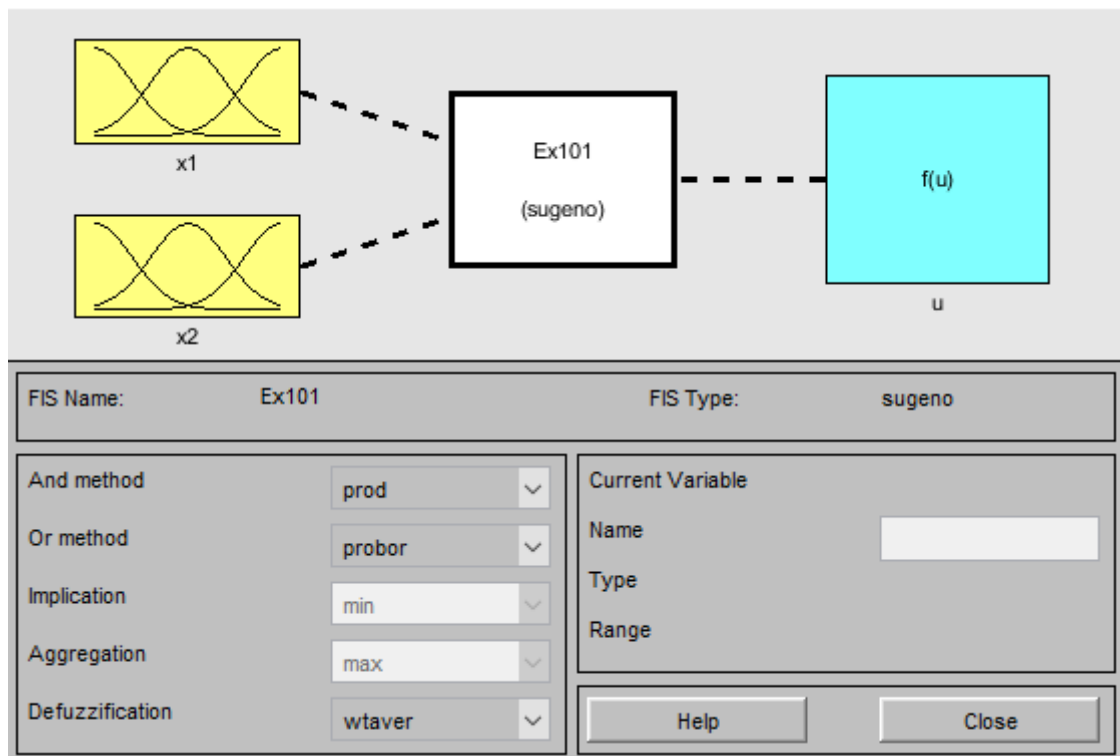 x1
x2
Ex101
(sugeno)
f(u)
u
FIS Name: Ex101 FIS Type: sugeno
And method prod
Or method probor
Implication min
Aggregation max
Defuzzification wtaver
Current Variable
Name
Type
Range
Help Close